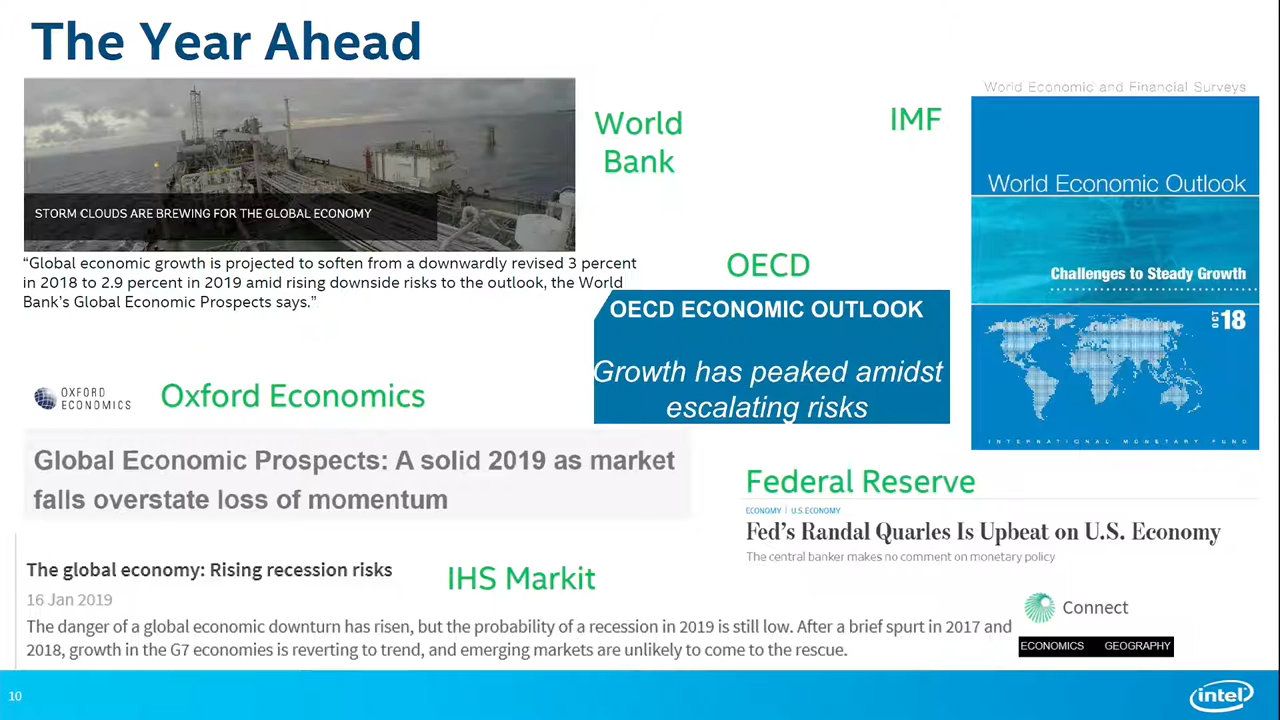 The Year Ahead
STORM CLOUDS ARE BREWING FOR THE GLOBAL ECONOMY
“Global economic growth is projected to soften from a downwardly revised 3 percent
in 2018 to 2.9 percent in 2019 amid rising downside risks to the outlook, the World
Bank’s Global Economic Prospects says.”
World
Bank
IMF
World Economic and Financial Surveys
World Economic Outlook
Challenges to Steady Growth
OCT 18
INTERNATIONAL MONETARY FUND
OECD
OECD ECONOMIC OUTLOOK
Growth has peaked amidst
escalating risks
OXFORD
ECONOMICS
Oxford Economics
Global Economic Prospects: A solid 2019 as market
falls overstate loss of momentum
Federal Reserve
ECONOMY | U.S. ECONOMY
Fed’s Randal Quarles Is Upbeat on U.S. Economy
The central banker makes no comment on monetary policy
The global economy: Rising recession risks
IHS Markit
16 Jan 2019
The danger of a global economic downturn has risen, but the probability of a recession in 2019 is still low. After a brief spurt in 2017 and
2018, growth in the G7 economies is reverting to trend, and emerging markets are unlikely to come to the rescue.
Connect
ECONOMICS GEOGRAPHY
10
intel